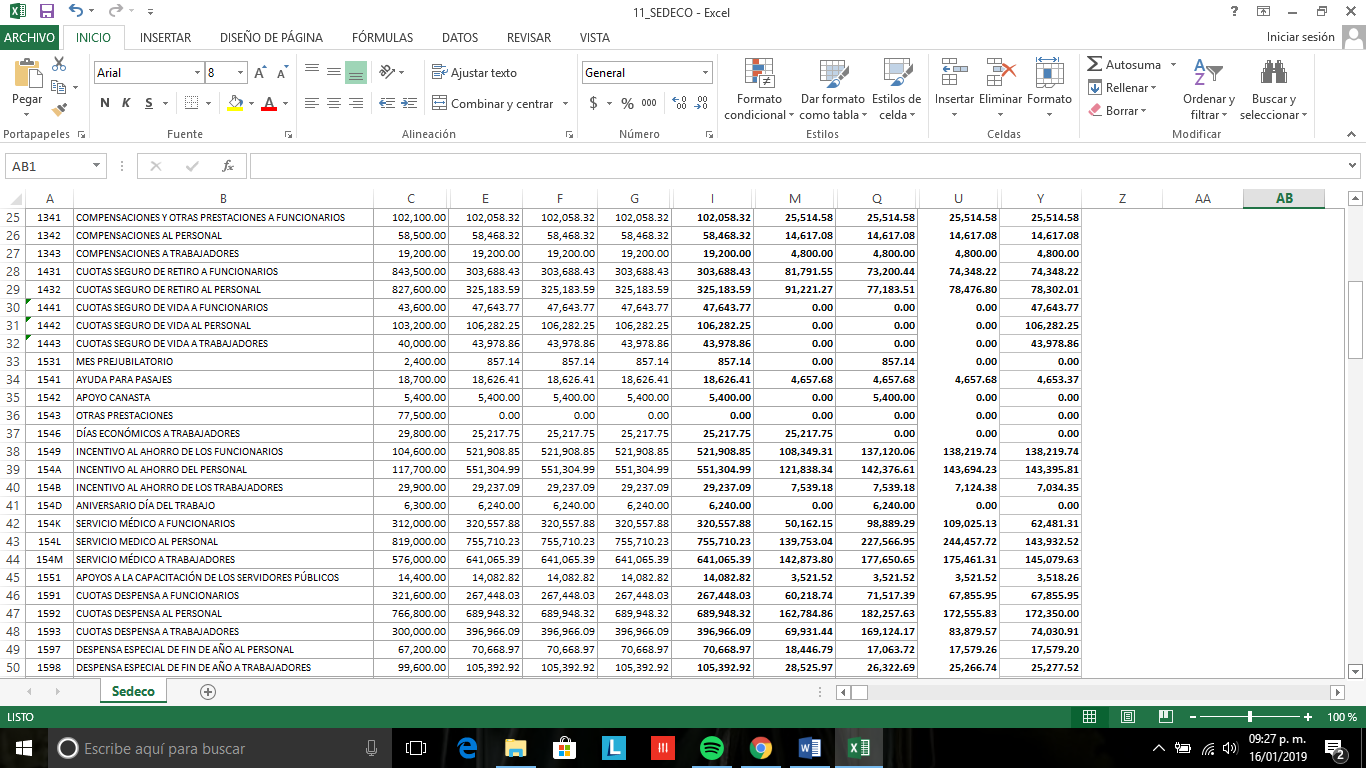 11_SEDECO - Excel
ARCHIVO INICIO INSERTAR DISEÑO DE PÁGINA FÓRMULAS DATOS REVISAR VISTA Iniciar sesión
Pegar
Arial 8 Ajustar texto General
N K S Combinar y centrar $ % 000
Formato condicional Dar formato como tabla Estilos de celda
Insertar Eliminar Formato
Autosuma
Rellenar
Borrar
Ordenar y filtrar Buscar y seleccionar
Portapapeles Fuente Alineación Número Estilos Celdas Modificar
AB1 fx
A B C E F G I M Q U Y Z AA AB
25 1341 COMPENSACIONES Y OTRAS PRESTACIONES A FUNCIONARIOS 102,100.00 102,058.32 102,058.32 102,058.32 102,058.32 25,514.58 25,514.58 25,514.58 25,514.58
26 1342 COMPENSACIONES AL PERSONAL 58,500.00 58,468.32 58,468.32 58,468.32 58,468.32 14,617.08 14,617.08 14,617.08 14,617.08
27 1343 COMPENSACIONES A TRABAJADORES 19,200.00 19,200.00 19,200.00 19,200.00 19,200.00 4,800.00 4,800.00 4,800.00 4,800.00
28 1431 CUOTAS SEGURO DE RETIRO A FUNCIONARIOS 843,500.00 303,688.43 303,688.43 303,688.43 303,688.43 81,791.55 73,200.44 74,348.22 74,348.22
29 1432 CUOTAS SEGURO DE RETIRO AL PERSONAL 827,600.00 325,183.59 325,183.59 325,183.59 325,183.59 91,221.27 77,183.51 78,476.80 78,302.01
30 1441 CUOTAS SEGURO DE VIDA A FUNCIONARIOS 43,600.00 47,643.77 47,643.77 47,643.77 47,643.77 0.00 0.00 0.00 47,643.77
31 1442 CUOTAS SEGURO DE VIDA AL PERSONAL 103,200.00 106,282.25 106,282.25 106,282.25 106,282.25 0.00 0.00 0.00 106,282.25
32 1443 CUOTAS SEGURO DE VIDA A TRABAJADORES 40,000.00 43,978.86 43,978.86 43,978.86 43,978.86 0.00 0.00 0.00 43,978.86
33 1531 MES PREJUBILATORIO 2,400.00 857.14 857.14 857.14 857.14 0.00 857.14 0.00 0.00
34 1541 AYUDA PARA PASAJES 18,700.00 18,626.41 18,626.41 18,626.41 18,626.41 4,657.68 4,657.68 4,657.68 4,653.37
35 1542 APOYO CANASTA 5,400.00 5,400.00 5,400.00 5,400.00 5,400.00 0.00 5,400.00 0.00 0.00
36 1543 OTRAS PRESTACIONES 77,500.00 0.00 0.00 0.00 0.00 0.00 0.00 0.00 0.00
37 1546 DÍAS ECONÓMICOS A TRABAJADORES 29,800.00 25,217.75 25,217.75 25,217.75 25,217.75 25,217.75 0.00 0.00 0.00
38 1549 INCENTIVO AL AHORRO DE LOS FUNCIONARIOS 104,600.00 521,908.85 521,908.85 521,908.85 521,908.85 108,349.31 137,120.06 138,219.74 138,219.74
39 154A INCENTIVO AL AHORRO DEL PERSONAL 117,700.00 551,304.99 551,304.99 551,304.99 551,304.99 121,838.34 142,376.61 143,694.23 143,395.81
40 154B INCENTIVO AL AHORRO DE LOS TRABAJADORES 29,900.00 29,237.09 29,237.09 29,237.09 29,237.09 7,539.18 7,539.18 7,124.38 7,034.35
41 154D ANIVERSARIO DÍA DEL TRABAJO 6,300.00 6,240.00 6,240.00 6,240.00 6,240.00 0.00 6,240.00 0.00 0.00
42 154K SERVICIO MÉDICO A FUNCIONARIOS 312,000.00 320,557.88 320,557.88 320,557.88 320,557.88 50,162.15 98,889.29 109,025.13 62,481.31
43 154L SERVICIO MEDICO AL PERSONAL 819,000.00 755,710.23 755,710.23 755,710.23 755,710.23 139,753.04 227,566.95 244,457.72 143,932.52
44 154M SERVICIO MÉDICO A TRABAJADORES 576,000.00 641,065.39 641,065.39 641,065.39 641,065.39 142,873.80 177,650.65 175,461.31 145,079.63
45 1551 APOYOS A LA CAPACITACIÓN DE LOS SERVIDORES PÚBLICOS 14,400.00 14,082.82 14,082.82 14,082.82 14,082.82 3,521.52 3,521.52 3,521.52 3,518.26
46 1591 CUOTAS DESPENSA A FUNCIONARIOS 321,600.00 267,448.03 267,448.03 267,448.03 267,448.03 60,218.74 71,517.39 67,855.95 67,855.95
47 1592 CUOTAS DESPENSA AL PERSONAL 766,800.00 689,948.32 689,948.32 689,948.32 689,948.32 162,784.86 182,257.63 172,555.83 172,350.00
48 1593 CUOTAS DESPENSA A TRABAJADORES 300,000.00 396,966.09 396,966.09 396,966.09 396,966.09 69,931.44 169,124.17 83,879.57 74,030.91
49 1597 DESPENSA ESPECIAL DE FIN DE AÑO AL PERSONAL 67,200.00 70,668.97 70,668.97 70,668.97 70,668.97 18,446.79 17,063.72 17,579.26 17,579.20
50 1598 DESPENSA ESPECIAL DE FIN DE AÑO A TRABAJADORES 99,600.00 105,392.92 105,392.92 105,392.92 105,392.92 28,525.97 26,322.69 25,266.74 25,277.52
Sedeco
LISTO 100 %
Escribe aquí para buscar
09:27 p. m.
16/01/2019
2